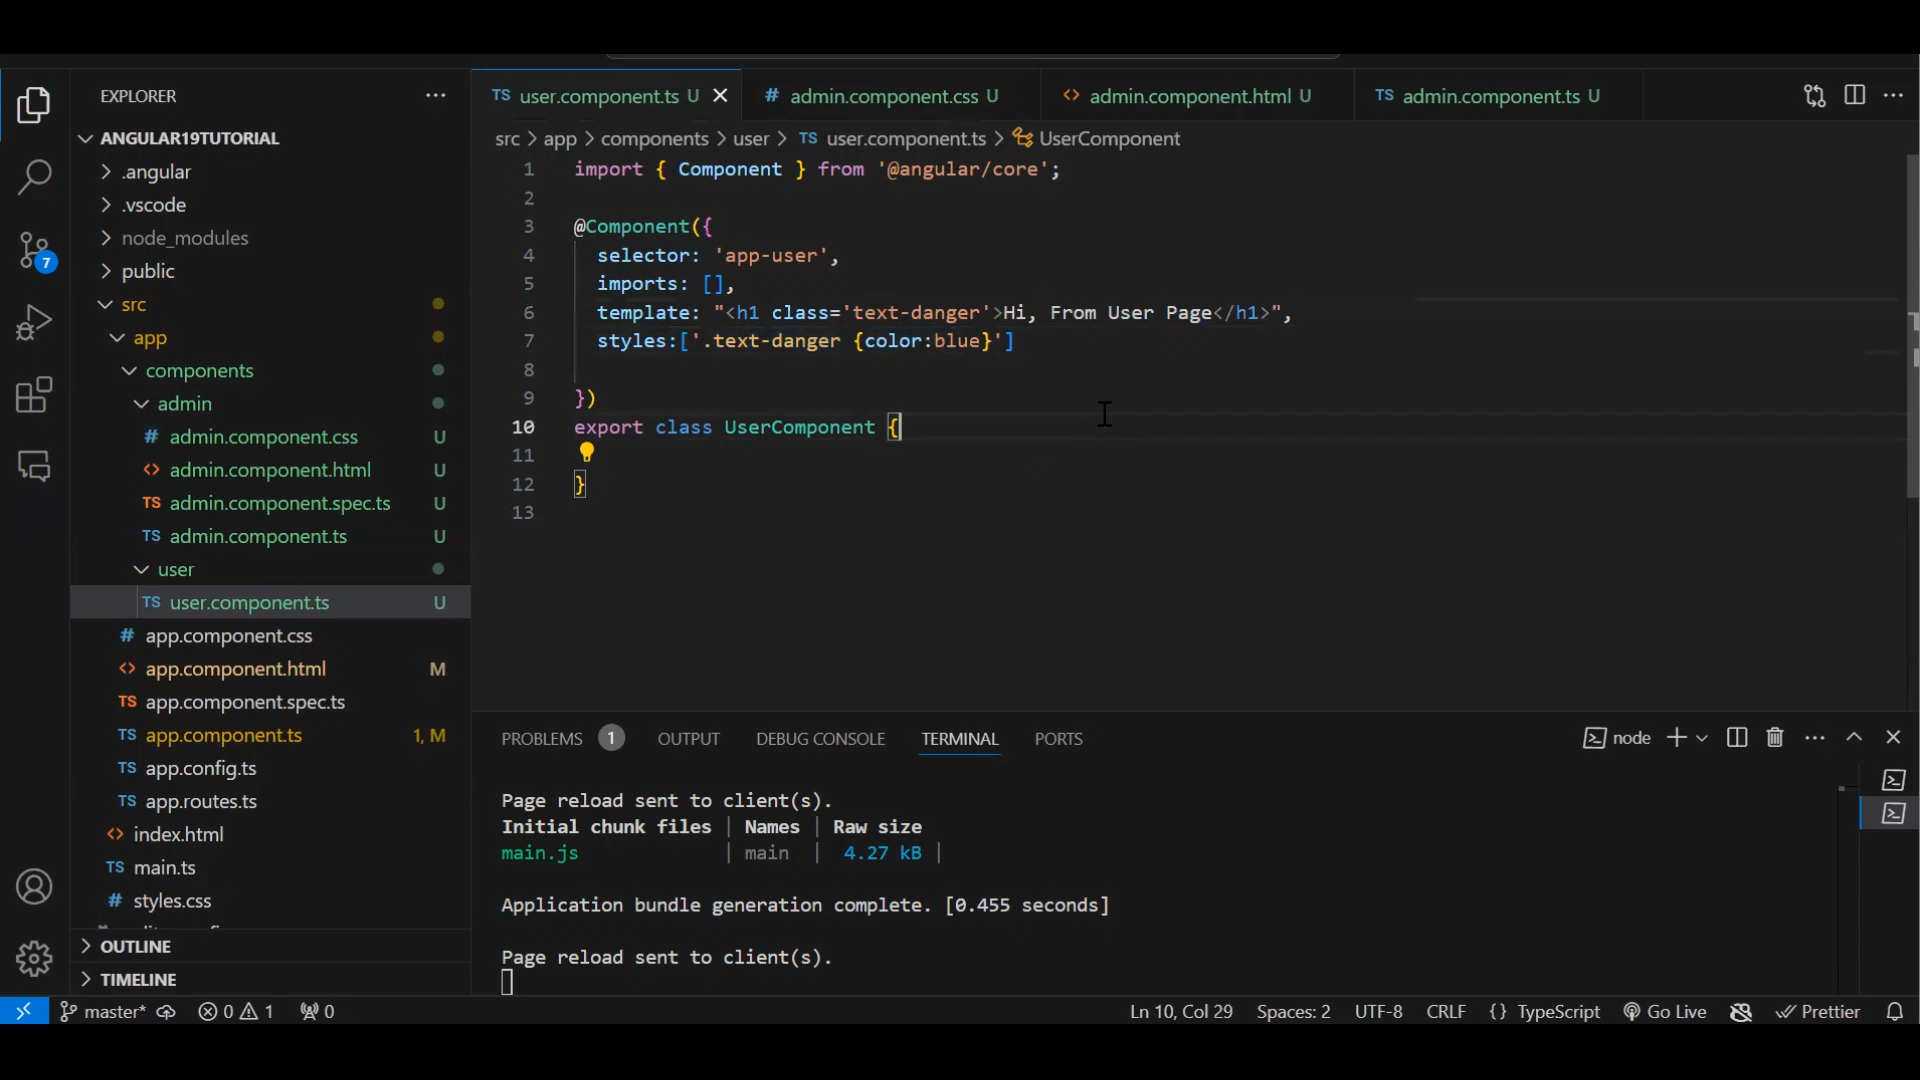 EXPLORER
ANGULAR19TUTORIAL
.angular
.vscode
node_modules
public
src
app
components
admin
admin.component.css U
admin.component.html U
admin.component.spec.ts U
admin.component.ts U
user
user.component.ts U
app.component.css
app.component.html M
app.component.spec.ts
app.component.ts 1, M
app.config.ts
app.routes.ts
index.html
main.ts
styles.css
OUTLINE
TIMELINE
7
user.component.ts U
admin.component.css U
admin.component.html U
admin.component.ts U
src > app > components > user > TS user.component.ts > UserComponent
1 import { Component } from '@angular/core';
2
3 @Component({
4 selector: 'app-user',
5 imports: [],
6 template: "<h1 class='text-danger'>Hi, From User Page</h1>",
7 styles:['.text-danger {color:blue}']
8
9 })
10 export class UserComponent {
11
12 }
13
PROBLEMS 1 OUTPUT DEBUG CONSOLE TERMINAL PORTS
node
Page reload sent to client(s).
Initial chunk files | Names | Raw size
main.js | main | 4.27 kB |
Application bundle generation complete. [0.455 seconds]
Page reload sent to client(s).
master* 0 1 0 Ln 10, Col 29 Spaces: 2 UTF-8 CRLF {} TypeScript Go Live Prettier